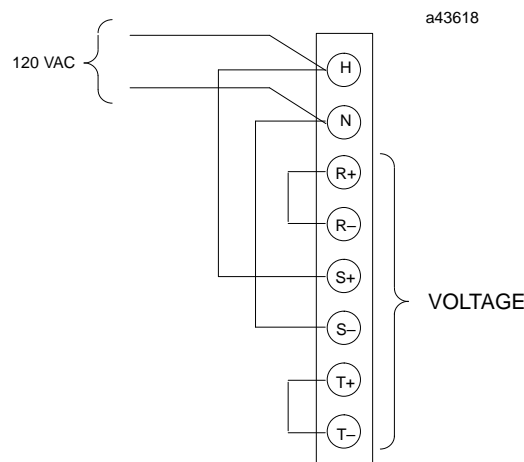 a43618
120 VAC
H
N
R+
R–
S+
S–
VOLTAGE
T+
T–